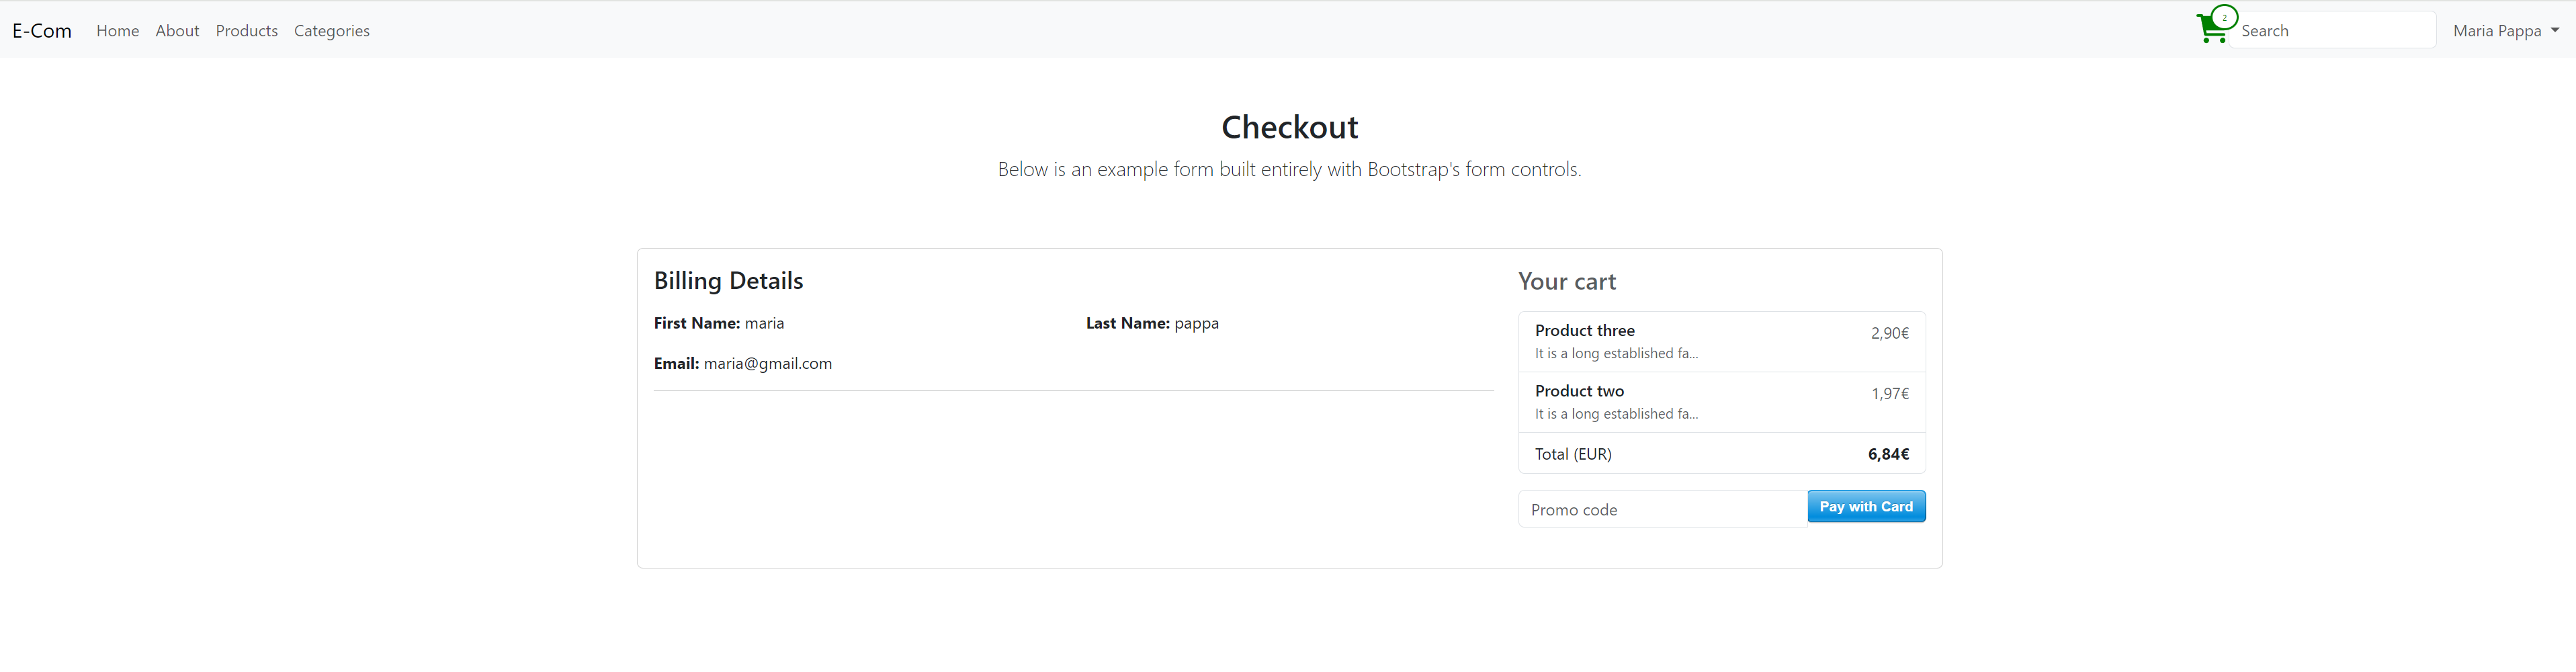 E-Com Home About Products Categories 2 Search Maria Pappa
Checkout
Below is an example form built entirely with Bootstrap's form controls.
Billing Details
First Name: maria Last Name: pappa
Email: maria@gmail.com
Your cart
Product three 2,90€
It is a long established fa...
Product two 1,97€
It is a long established fa...
Total (EUR) 6,84€
Promo code Pay with Card